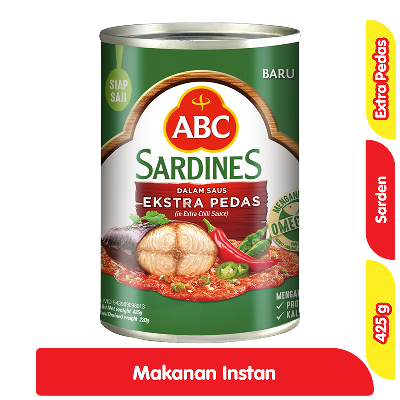 BARU
SIAP
SAJI
ABC
SARDINES
DALAM SAUS
EKSTRA PEDAS
(in Extra Chili Sauce)
OMEG
Extra Pedas
Sarden
425 g
Makanan Instan